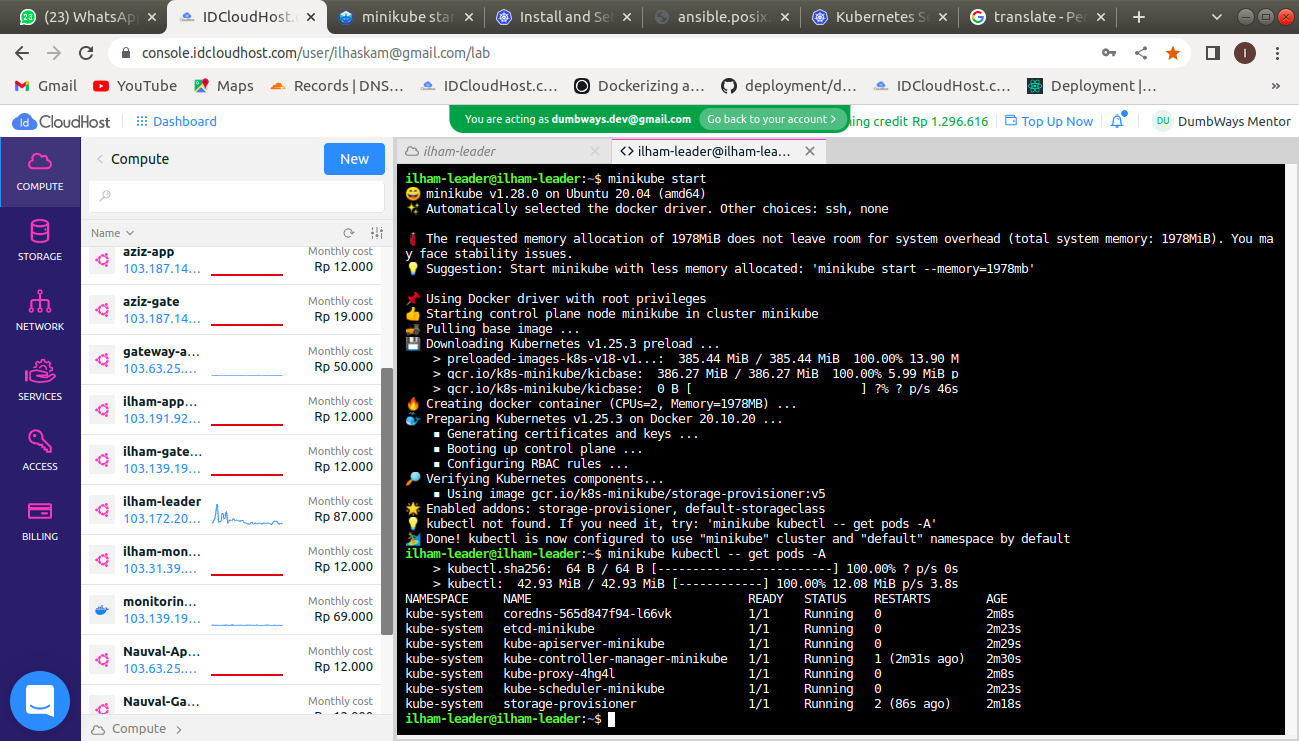 (23) WhatsAp
IDCloudHost.c
minikube star
Install and Se
ansible.posix.
Kubernetes S
translate - Pen
console.idcloudhost.com/user/ilhaskam@gmail.com/lab
I
Gmail
YouTube
Maps
Records | DNS...
IDCloudHost.c...
Dockerizing a...
deployment/d...
IDCloudHost.c...
Deployment |...
»
Id CloudHost
Dashboard
You are acting as dumbways.dev@gmail.com
Go back to your account >
ning credit Rp 1.296.616
Top Up Now
DU
DumbWays Mentor
COMPUTE
STORAGE
NETWORK
SERVICES
ACCESS
BILLING
Compute
New
Name
aziz-app
103.187.14...
Monthly cost
Rp 12.000
aziz-gate
103.187.14...
Monthly cost
Rp 19.000
gateway-a...
103.63.25....
Monthly cost
Rp 50.000
ilham-app...
103.191.92...
Monthly cost
Rp 12.000
ilham-gate...
103.139.19...
Monthly cost
Rp 12.000
ilham-leader
103.172.20...
Monthly cost
Rp 87.000
ilham-mon...
103.31.39....
Monthly cost
Rp 12.000
monitorin...
103.139.19...
Monthly cost
Rp 69.000
Nauval-Ap...
103.63.25....
Monthly cost
Rp 12.000
Nauval-Ga...
Monthly cost
Compute >
ilham-leader
<> ilham-leader@ilham-lea...
ilham-leader@ilham-leader:~$ minikube start
minikube v1.28.0 on Ubuntu 20.04 (amd64)
Automatically selected the docker driver. Other choices: ssh, none
The requested memory allocation of 1978MiB does not leave room for system overhead (total system memory: 1978MiB). You ma
y face stability issues.
Suggestion: Start minikube with less memory allocated: 'minikube start --memory=1978mb'
Using Docker driver with root privileges
Starting control plane node minikube in cluster minikube
Pulling base image ...
Downloading Kubernetes v1.25.3 preload ...
> preloaded-images-k8s-v18-v1...: 385.44 MiB / 385.44 MiB 100.00% 13.90 M
> gcr.io/k8s-minikube/kicbase: 386.27 MiB / 386.27 MiB 100.00% 5.99 MiB p
> gcr.io/k8s-minikube/kicbase: 0 B [ ] ?% ? p/s 46s
Creating docker container (CPUs=2, Memory=1978MB) ...
Preparing Kubernetes v1.25.3 on Docker 20.10.20 ...
▪ Generating certificates and keys ...
▪ Booting up control plane ...
▪ Configuring RBAC rules ...
Verifying Kubernetes components...
▪ Using image gcr.io/k8s-minikube/storage-provisioner:v5
Enabled addons: storage-provisioner, default-storageclass
kubectl not found. If you need it, try: 'minikube kubectl -- get pods -A'
Done! kubectl is now configured to use "minikube" cluster and "default" namespace by default
ilham-leader@ilham-leader:~$ minikube kubectl -- get pods -A
> kubectl.sha256: 64 B / 64 B [-------------------------] 100.00% ? p/s 0s
> kubectl: 42.93 MiB / 42.93 MiB [------------] 100.00% 12.08 MiB p/s 3.8s
NAMESPACE NAME READY STATUS RESTARTS AGE
kube-system coredns-565d847f94-l66vk 1/1 Running 0 2m8s
kube-system etcd-minikube 1/1 Running 0 2m23s
kube-system kube-apiserver-minikube 1/1 Running 0 2m29s
kube-system kube-controller-manager-minikube 1/1 Running 1 (2m31s ago) 2m30s
kube-system kube-proxy-4hg4l 1/1 Running 0 2m8s
kube-system kube-scheduler-minikube 1/1 Running 0 2m23s
kube-system storage-provisioner 1/1 Running 2 (86s ago) 2m18s
ilham-leader@ilham-leader:~$